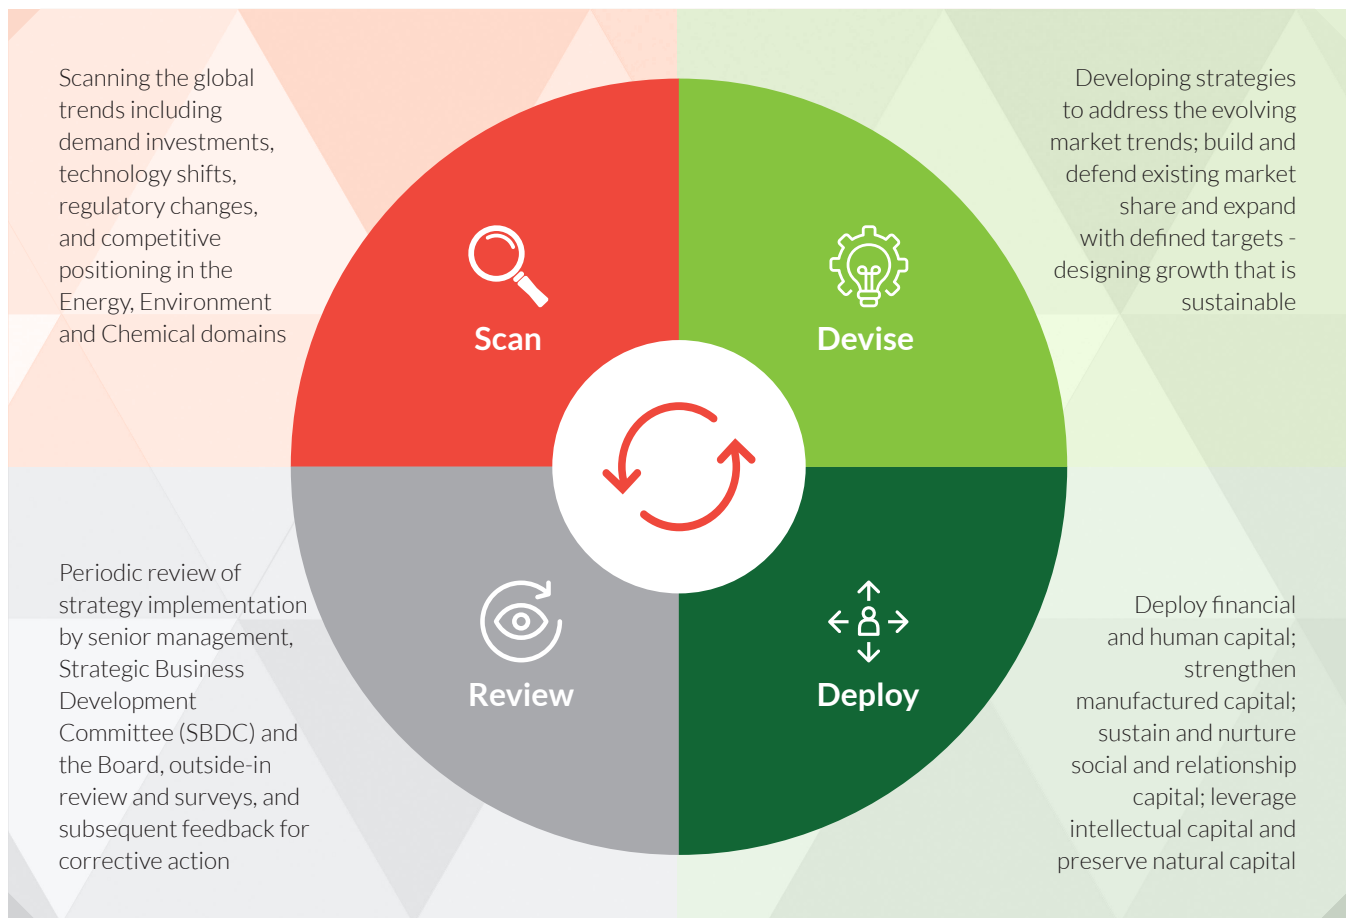 Scanning the global
trends including
demand investments,
technology shifts,
regulatory changes,
and competitive
positioning in the
Energy, Environment
and Chemical domains
Scan
Developing strategies
to address the evolving
market trends; build and
defend existing market
share and expand
with defined targets -
designing growth that is
sustainable
Devise
Periodic review of
strategy implementation
by senior management,
Strategic Business
Development
Committee (SBDC) and
the Board, outside-in
review and surveys, and
subsequent feedback for
corrective action
Review
Deploy financial
and human capital;
strengthen
manufactured capital;
sustain and nurture
social and relationship
capital; leverage
intellectual capital and
preserve natural capital
Deploy